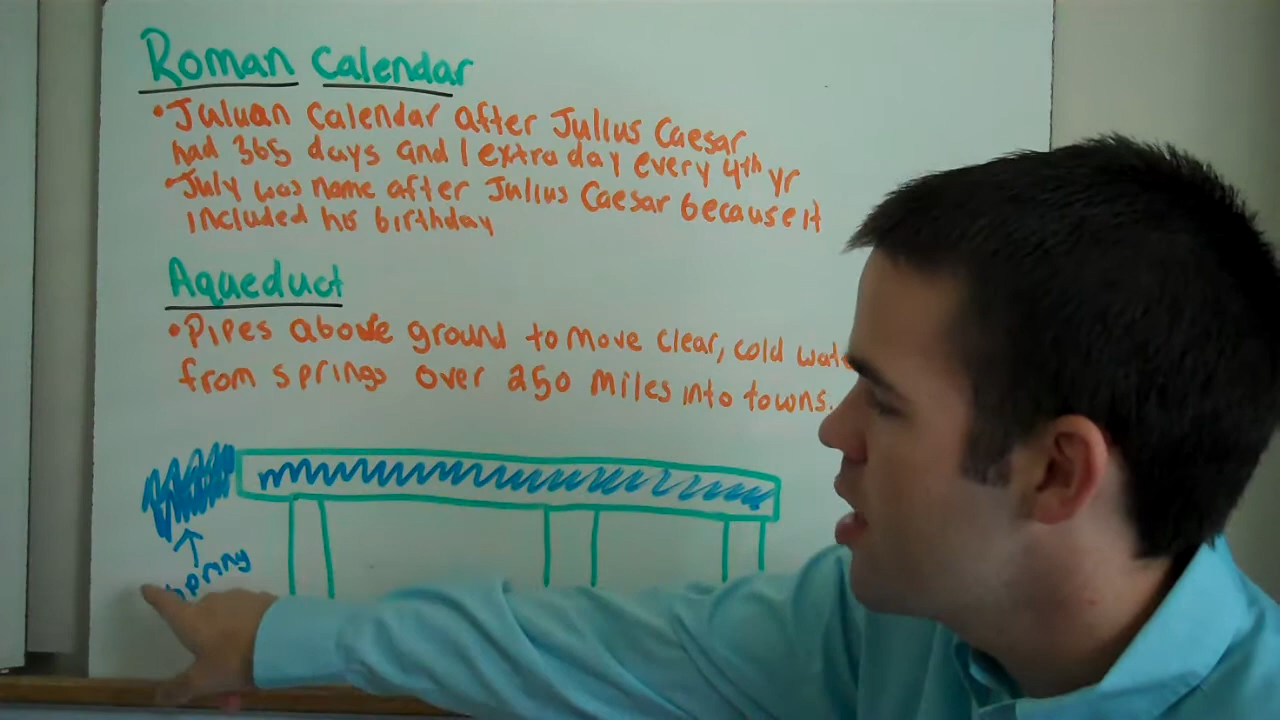 Roman Calendar
• Juluan Calendar after Julius Caesar
had 365 days and 1 extra day every 4th yr
• July was name after Julius Caesar because it
included his birthday
Aqueduct
• Pipes above ground to move clear, cold wate
from springs over 250 miles into towns.
Spring